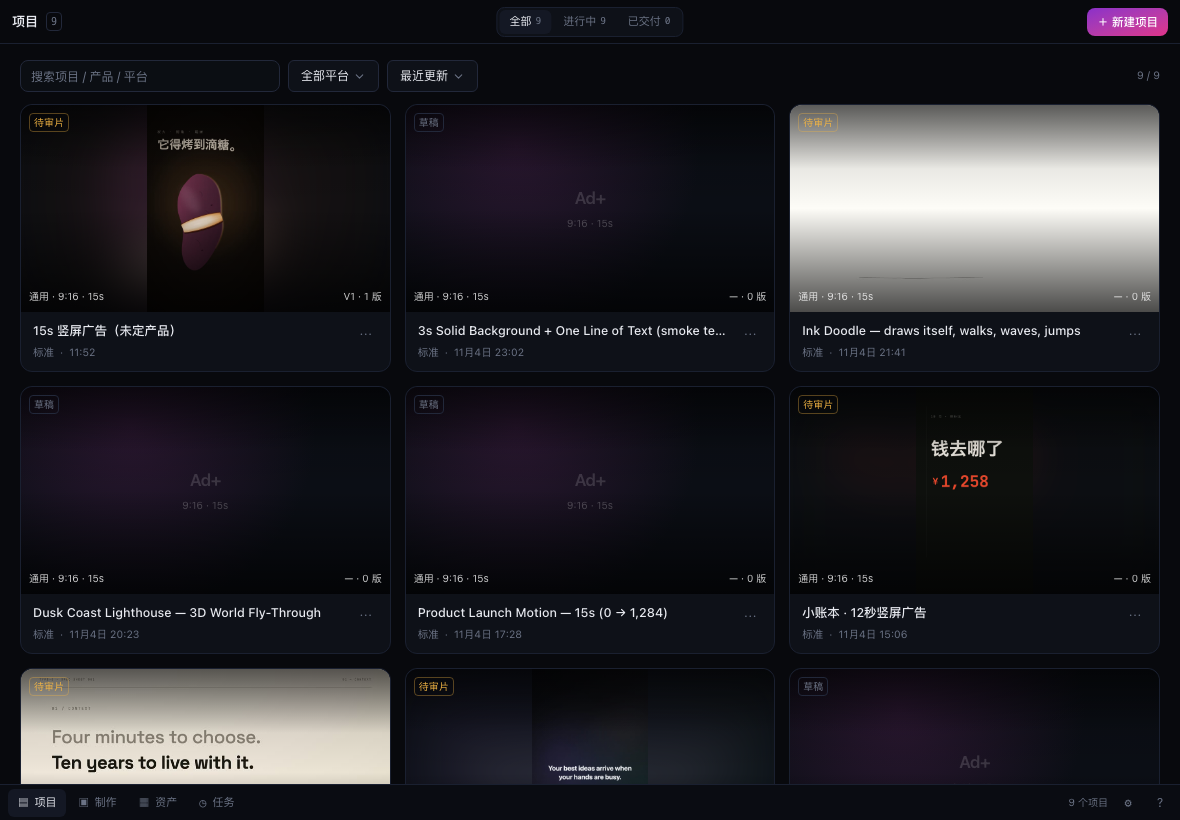 项目 9
全部 9 进行中 9 已交付 0
+ 新建项目
搜索项目 / 产品 / 平台
全部平台
最近更新
9 / 9
待审片
它得烤到滴糖。
通用 · 9:16 · 15s
V1 · 1 版
15s 竖屏广告（未定产品）
...
标准 · 11:52
草稿
Ad+
9:16 · 15s
通用 · 9:16 · 15s
— · 0 版
3s Solid Background + One Line of Text (smoke te...
...
标准 · 11月4日 23:02
待审片
通用 · 9:16 · 15s
— · 0 版
Ink Doodle — draws itself, walks, waves, jumps
...
标准 · 11月4日 21:41
草稿
Ad+
9:16 · 15s
通用 · 9:16 · 15s
— · 0 版
Dusk Coast Lighthouse — 3D World Fly-Through
...
标准 · 11月4日 20:23
草稿
Ad+
9:16 · 15s
通用 · 9:16 · 15s
— · 0 版
Product Launch Motion — 15s (0 → 1,284)
...
标准 · 11月4日 17:28
待审片
钱去哪了
¥1,258
通用 · 9:16 · 15s
— · 0 版
小账本 · 12秒竖屏广告
...
标准 · 11月4日 15:06
待审片
Four minutes to choose.
Ten years to live with it.
待审片
Your best ideas arrive when
your hands are busy.
草稿
Ad+
项目 制作 资产 任务
9 个项目
?